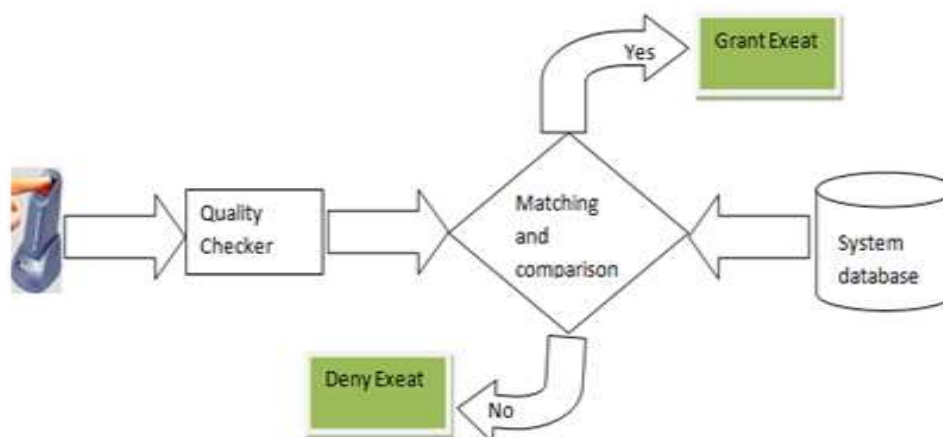 Yes
Grant Exeat
Quality
Checker
Matching
and
comparison
System
database
Deny Exeat
No